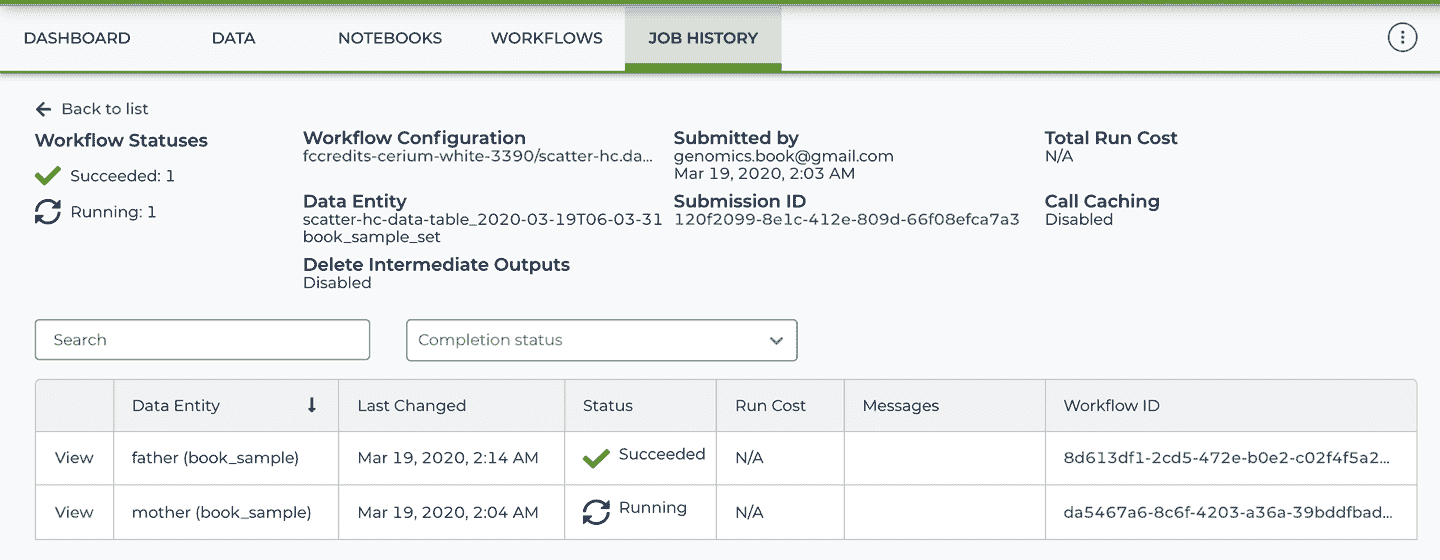 DASHBOARD DATA NOTEBOOKS WORKFLOWS JOB HISTORY
Back to list
Workflow Statuses
Succeeded: 1
Running: 1
Workflow Configuration
fccredits-cerium-white-3390/scatter-hc.da...
Data Entity
scatter-hc-data-table_2020-03-19T06-03-31
book_sample_set
Delete Intermediate Outputs
Disabled
Submitted by
genomics.book@gmail.com
Mar 19, 2020, 2:03 AM
Submission ID
120f2099-8e1c-412e-809d-66f08efca7a3
Total Run Cost
N/A
Call Caching
Disabled
Search
Completion status
Data Entity Last Changed Status Run Cost Messages Workflow ID
View father (book_sample) Mar 19, 2020, 2:14 AM Succeeded N/A 8d613df1-2cd5-472e-b0e2-c02f4f5a2...
View mother (book_sample) Mar 19, 2020, 2:04 AM Running N/A da5467a6-8c6f-4203-a36a-39bddfbad...